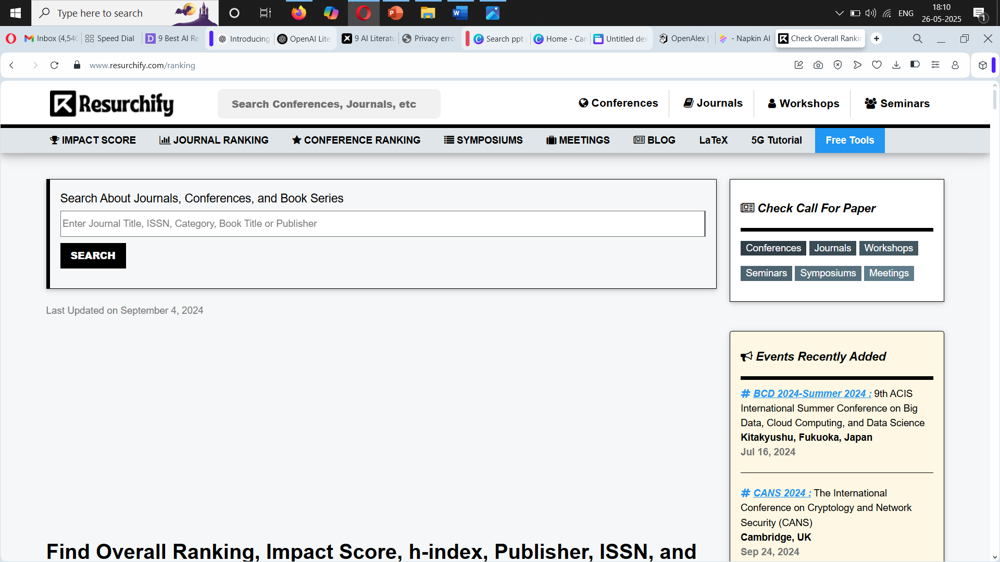 Type here to search
ENG
18:10
26-05-2025
1
Inbox (4,540
Speed Dial
9 Best AI Re
Introducing
OpenAI Lite
9 AI Literatu
Privacy erro
Search ppt
Home - Can
Untitled des
OpenAlex |
- Napkin AI
Check Overall Rankin
www.resurchify.com/ranking
Resurchify
Search Conferences, Journals, etc
Conferences
Journals
Workshops
Seminars
IMPACT SCORE
JOURNAL RANKING
CONFERENCE RANKING
SYMPOSIUMS
MEETINGS
BLOG
LaTeX
5G Tutorial
Free Tools
Search About Journals, Conferences, and Book Series
Enter Journal Title, ISSN, Category, Book Title or Publisher
SEARCH
Last Updated on September 4, 2024
Find Overall Ranking, Impact Score, h-index, Publisher, ISSN, and
Check Call For Paper
Conferences Journals Workshops
Seminars Symposiums Meetings
Events Recently Added
# BCD 2024-Summer 2024 : 9th ACIS
International Summer Conference on Big
Data, Cloud Computing, and Data Science
Kitakyushu, Fukuoka, Japan
Jul 16, 2024
# CANS 2024 : The International
Conference on Cryptology and Network
Security (CANS)
Cambridge, UK
Sep 24, 2024